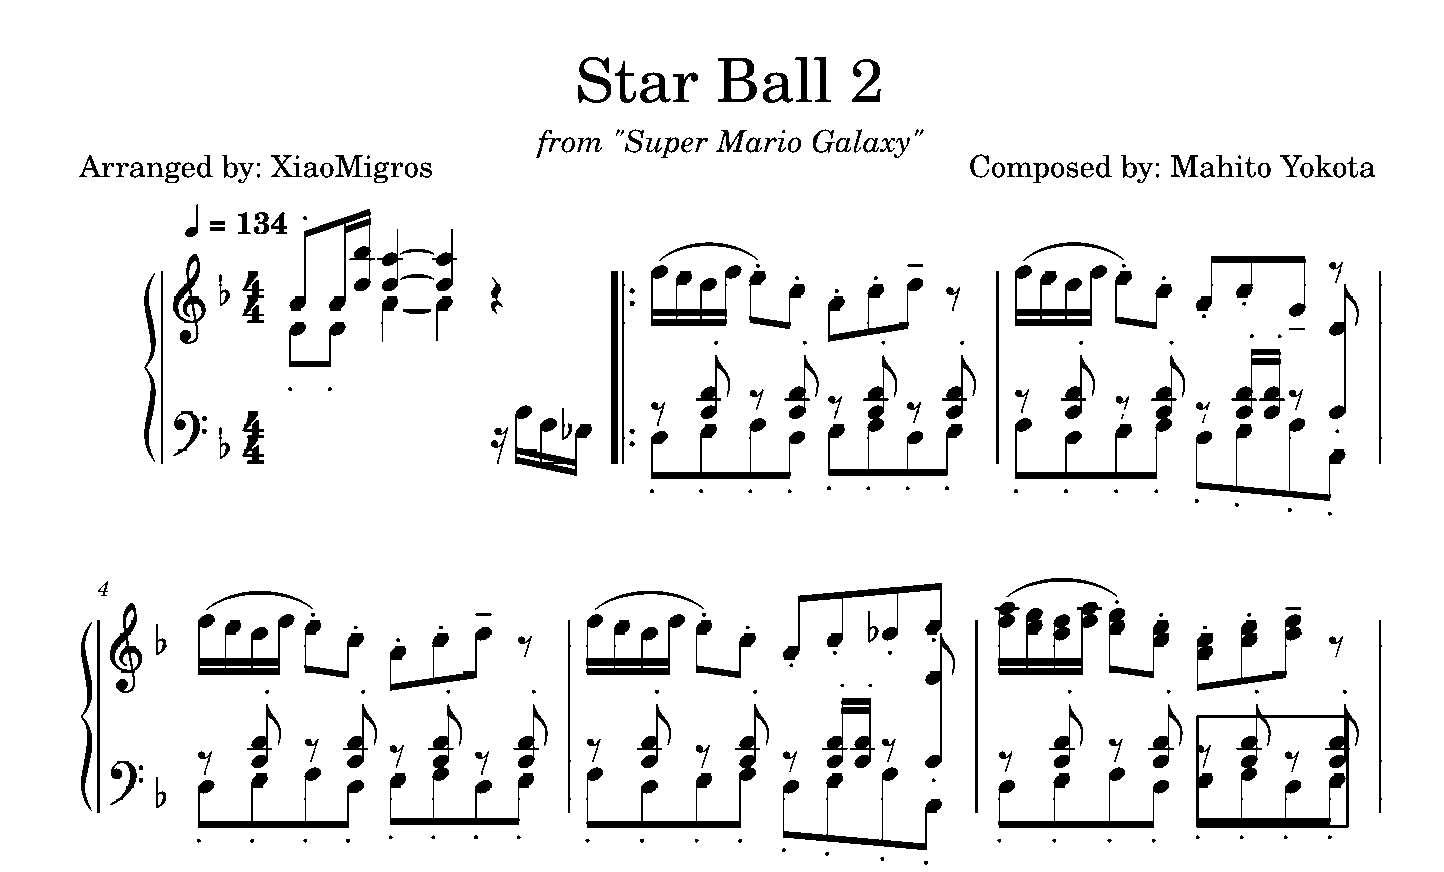 Star Ball 2
from "Super Mario Galaxy"
Arranged by: XiaoMigros
Composed by: Mahito Yokota
♩ = 134
4